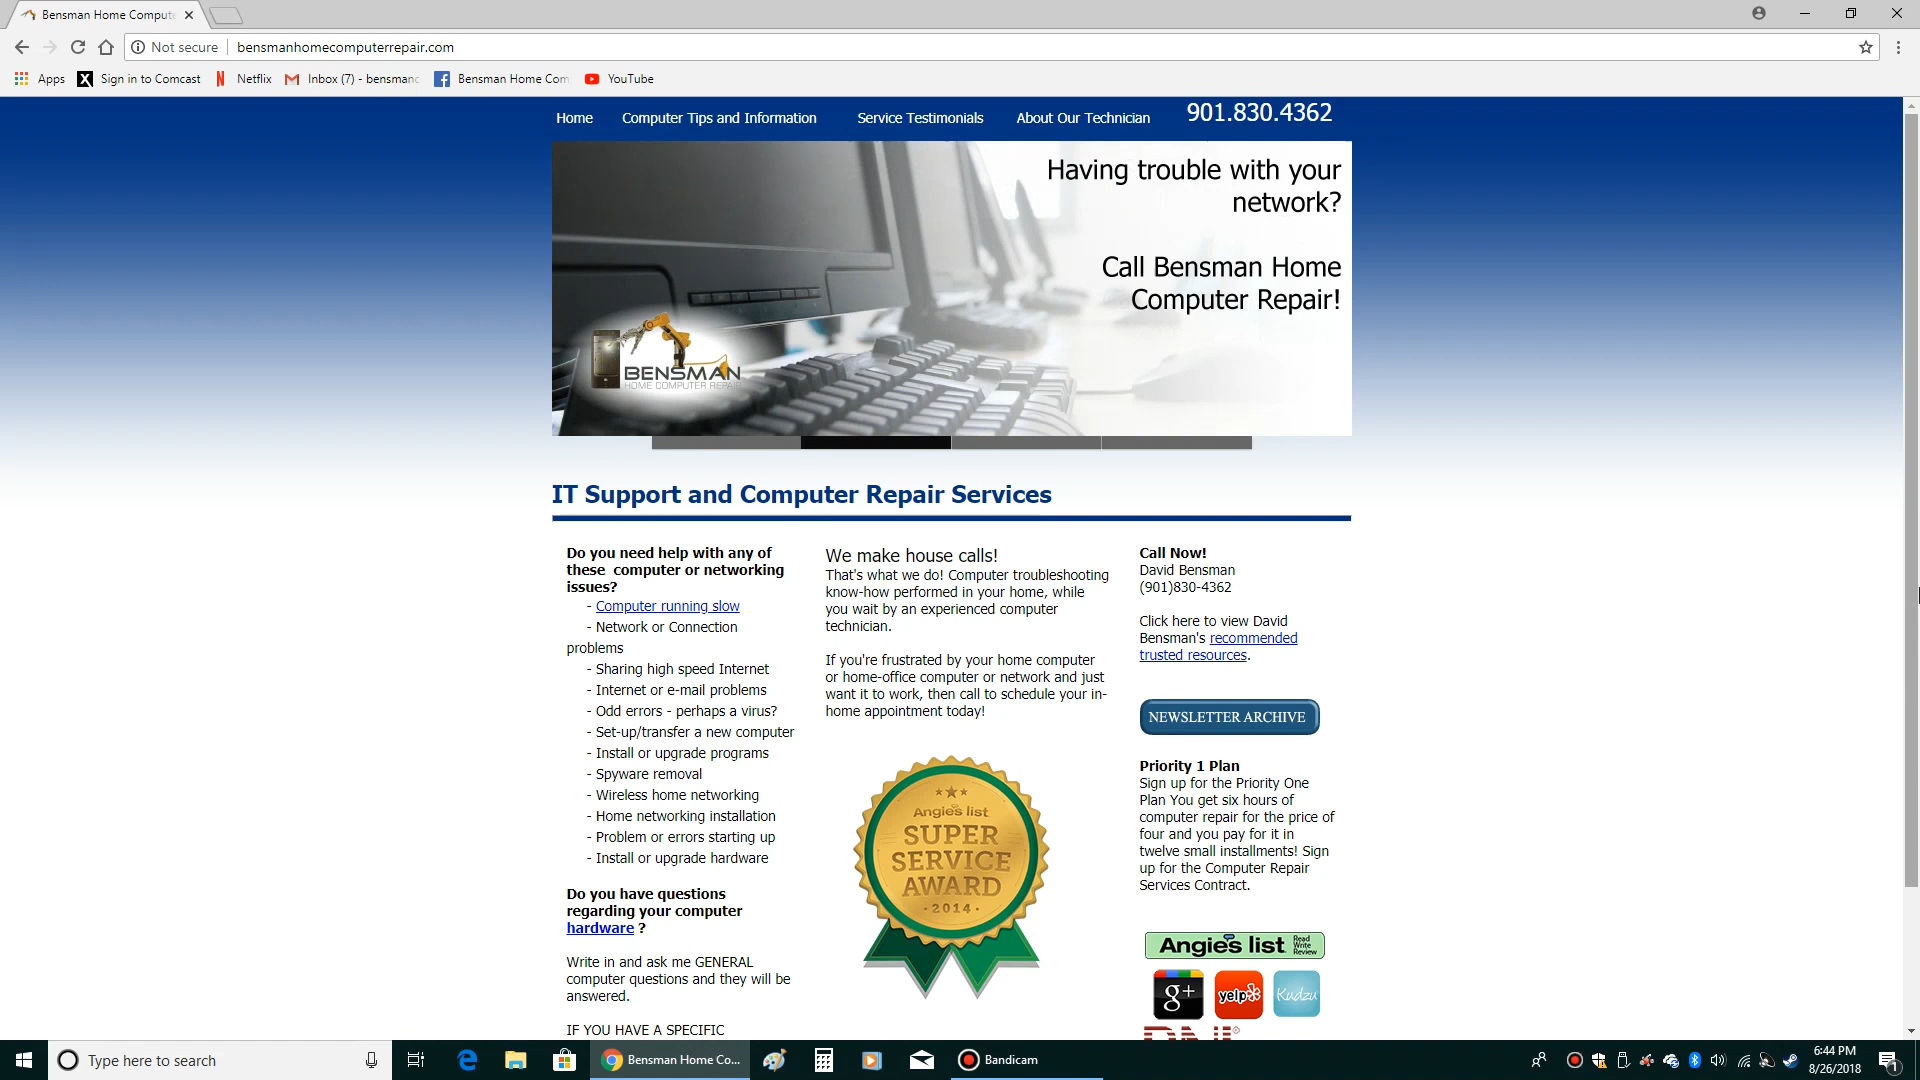 Bensman Home Compute
Not secure
bensmanhomecomputerrepair.com
Apps
Sign in to Comcast
Netflix
Inbox (7) - bensmanc
Bensman Home Com
YouTube
Home
Computer Tips and Information
Service Testimonials
About Our Technician
901.830.4362
Having trouble with your
network?
Call Bensman Home
Computer Repair!
BENSMAN
HOME COMPUTER REPAIR
IT Support and Computer Repair Services
Do you need help with any of
these computer or networking
issues?
- Computer running slow
- Network or Connection
problems
- Sharing high speed Internet
- Internet or e-mail problems
- Odd errors - perhaps a virus?
- Set-up/transfer a new computer
- Install or upgrade programs
- Spyware removal
- Wireless home networking
- Home networking installation
- Problem or errors starting up
- Install or upgrade hardware
Do you have questions
regarding your computer
hardware ?
Write in and ask me GENERAL
computer questions and they will be
answered.
IF YOU HAVE A SPECIFIC
We make house calls!
That's what we do! Computer troubleshooting
know-how performed in your home, while
you wait by an experienced computer
technician.
If you're frustrated by your home computer
or home-office computer or network and just
want it to work, then call to schedule your in-
home appointment today!
Angie's list
SUPER
SERVICE
AWARD
·2014·
Call Now!
David Bensman
(901)830-4362
Click here to view David
Bensman's recommended
trusted resources.
NEWSLETTER ARCHIVE
Priority 1 Plan
Sign up for the Priority One
Plan You get six hours of
computer repair for the price of
four and you pay for it in
twelve small installments! Sign
up for the Computer Repair
Services Contract.
Angie's list
Read
Write
Review
g+
yelp
Kudzu
Type here to search
Bensman Home Co...
Bandicam
6:44 PM
8/26/2018
1